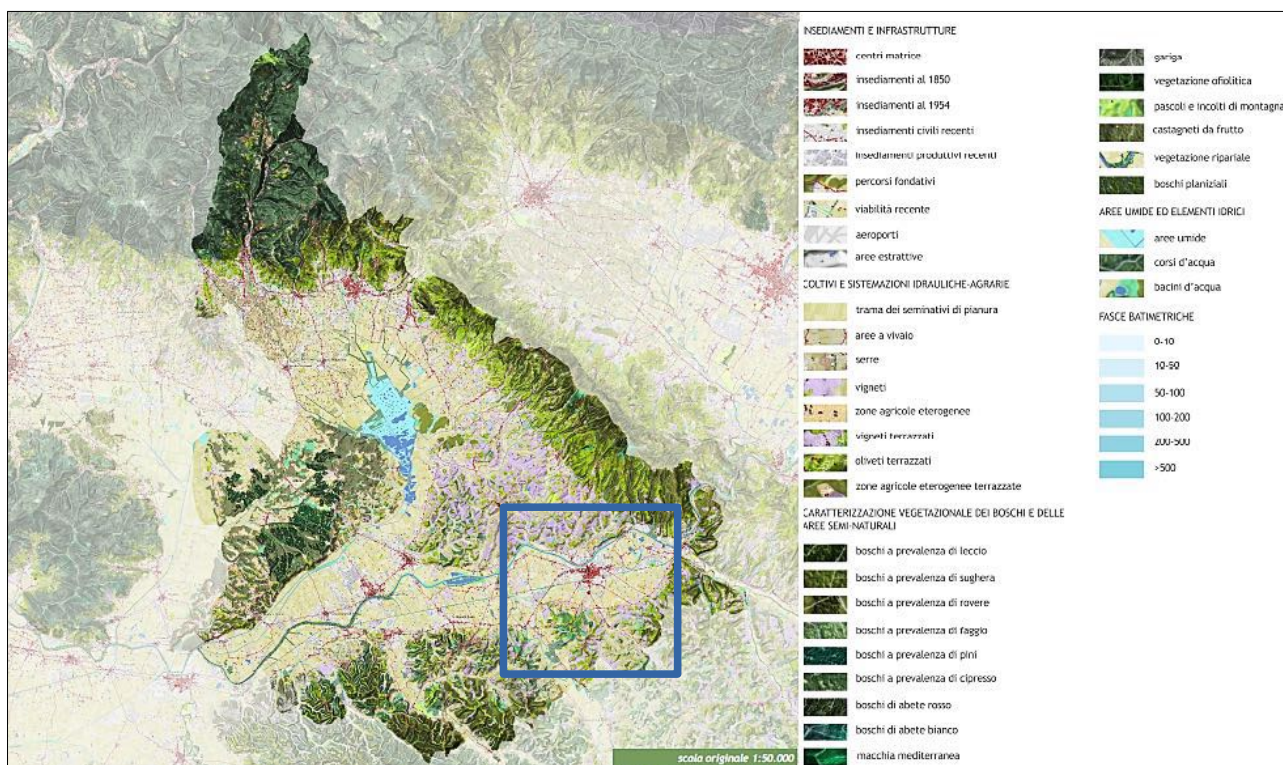 INSEDIAMENTI E INFRASTRUTTURE
centri matrice
insediamenti al 1850
insediamenti al 1954
insediamenti civili recenti
insediamenti produttivi recenti
percorsi fondativi
viabilità recente
aeroporti
aree estrattive
COLTIVI E SISTEMAZIONI IDRAULICHE-AGRARIE
trama dei seminativi di pianura
aree a vivaio
serre
vigneti
zone agricole eterogenee
vigneti terrazzati
oliveti terrazzati
zone agricole eterogenee terrazzate
CARATTERIZZAZIONE VEGETAZIONALE DEI BOSCHI E DELLE
AREE SEMI-NATURALI
boschi a prevalenza di leccio
boschi a prevalenza di sughera
boschi a prevalenza di rovere
boschi a prevalenza di faggio
boschi a prevalenza di pini
boschi a prevalenza di cipresso
boschi di abete rosso
boschi di abete bianco
macchia mediterranea
gariga
vegetazione ofiolitica
pascoli e incolti di montagna
castagneti da frutto
vegetazione ripariale
boschi planiziali
AREE UMIDE ED ELEMENTI IDRICI
aree umide
corsi d'acqua
bacini d'acqua
FASCE BATIMETRICHE
0-10
10-50
50-100
100-200
200-500
>500
scala originale 1:50.000